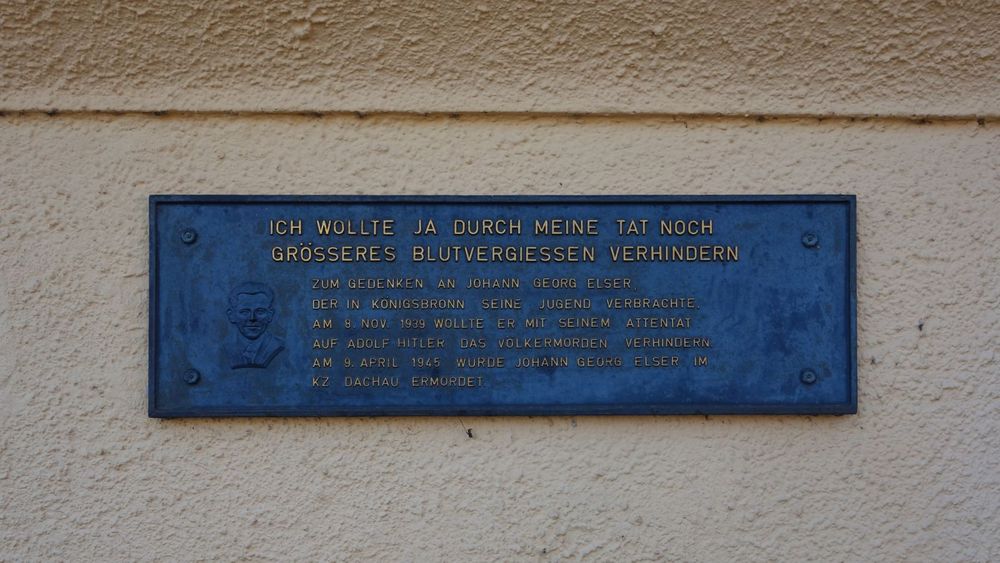 ICH WOLLTE JA DURCH MEINE TAT NOCH
GRÖSSERES BLUTVERGIESSEN VERHINDERN
ZUM GEDENKEN AN JOHANN GEORG ELSER,
DER IN KÖNIGSBRONN SEINE JUGEND VERBRACHTE.
AM 8. NOV. 1939 WOLLTE ER MIT SEINEM ATTENTAT
AUF ADOLF HITLER DAS VÖLKERMORDEN VERHINDERN.
AM 9. APRIL 1945 WURDE JOHANN GEORG ELSER IM
KZ DACHAU ERMORDET.